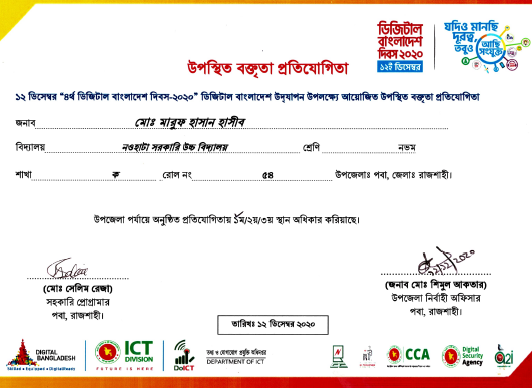 ডিজিটাল
বাংলাদেশ
দিবস ২০২০
১২ই ডিসেম্বর
যদিও মানছি
দূরত্ব,
তবুও আছি
সংযুক্ত
উপস্থিত বক্তৃতা প্রতিযোগিতা
১২ ডিসেম্বর “৪র্থ ডিজিটাল বাংলাদেশ দিবস-২০২০” ডিজিটাল বাংলাদেশ উদ্‌যাপন উপলক্ষ্যে আয়োজিত উপস্থিত বক্তৃতা প্রতিযোগিতা
জনাব মোঃ মারুফ হাসান হাসীব
বিদ্যালয় নওহাটা সরকারি উচ্চ বিদ্যালয় শ্রেণি নবম
শাখা ক রোল নং ৫৪ উপজেলাঃ পবা, জেলাঃ রাজশাহী।
উপজেলা পর্যায়ে অনুষ্ঠিত প্রতিযোগিতায় ১ম/২য়/৩য় স্থান অধিকার করিয়াছে।
(মোঃ সেলিম রেজা)
সহকারি প্রোগ্রামার
পবা, রাজশাহী।
(জনাব মোঃ শিমুল আকতার)
উপজেলা নির্বাহী অফিসার
পবা, রাজশাহী।
তারিখঃ ১২ ডিসেম্বর ২০২০
DIGITAL
BANGLADESH
Skilled • Equipped • DigitalReady
ICT
DIVISION
FUTURE IS HERE
DoICT
তথ্য ও যোগাযোগ প্রযুক্তি অধিদপ্তর
DEPARTMENT OF ICT
CCA
Digital
Security
Agency
a2i